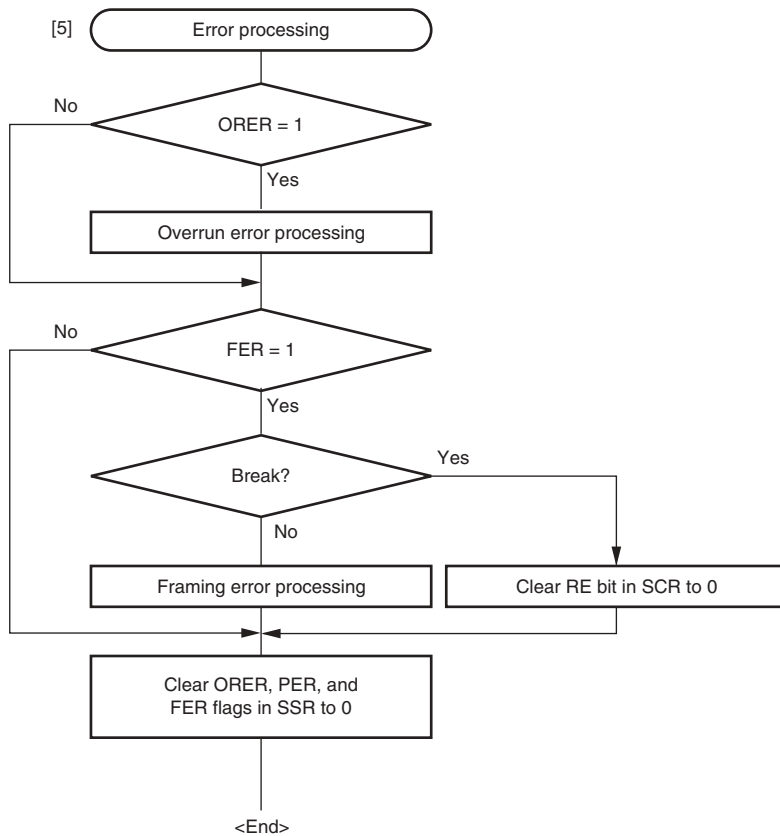 [5]
Error processing
No
ORER = 1
Yes
Overrun error processing
No
FER = 1
Yes
Break?
Yes
No
Framing error processing
Clear RE bit in SCR to 0
Clear ORER, PER, and
FER flags in SSR to 0
<End>